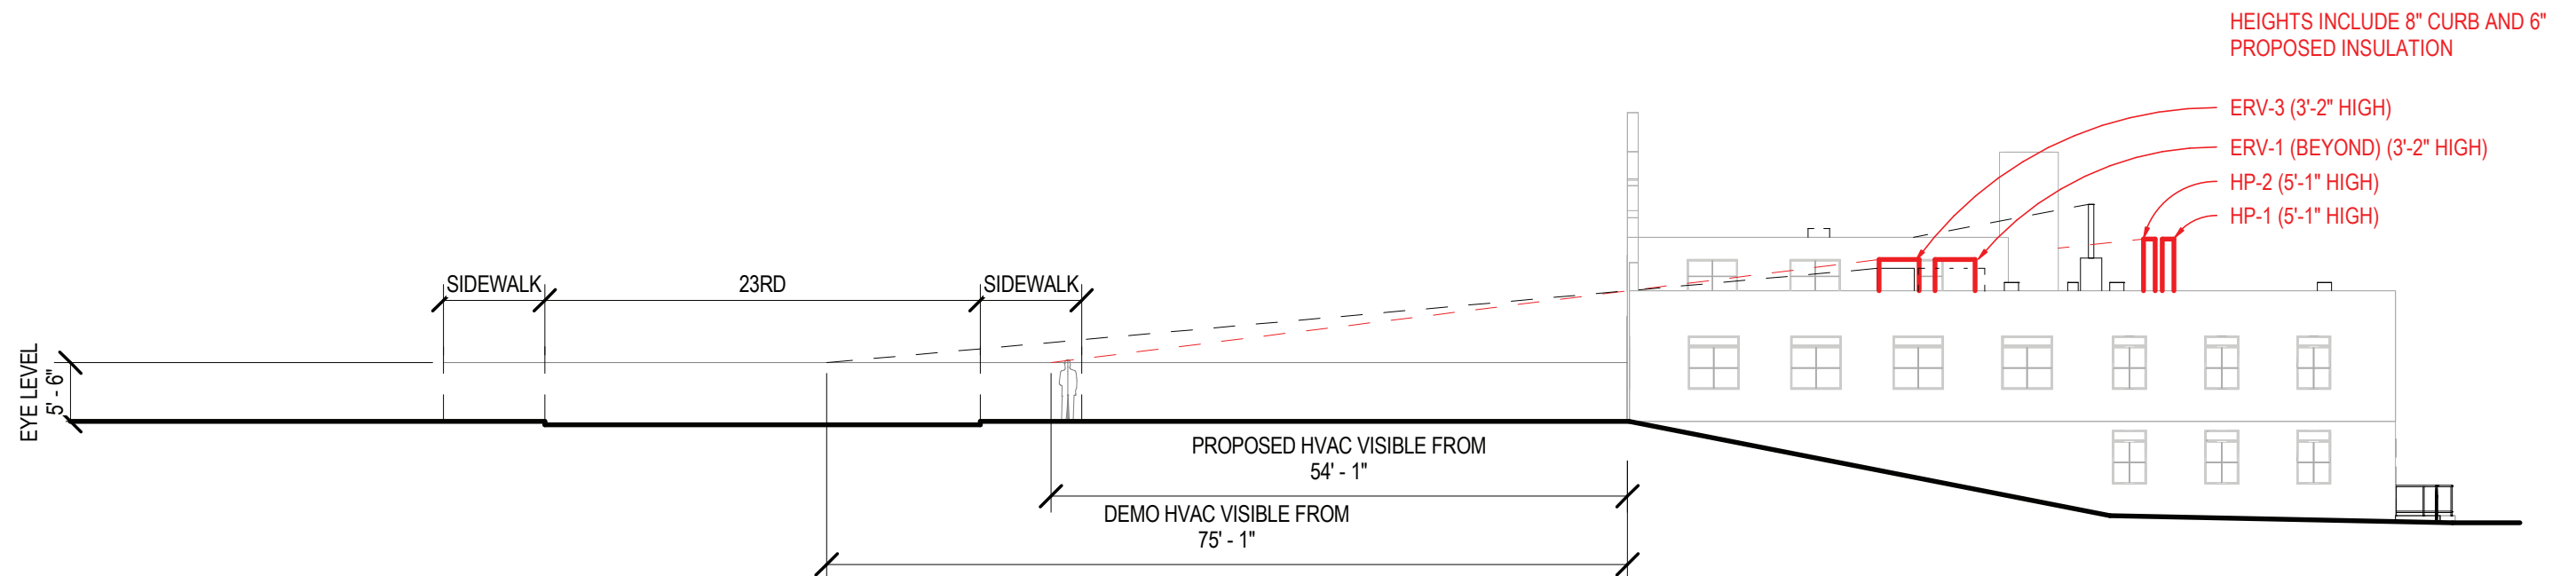 HEIGHTS INCLUDE 8" CURB AND 6"
PROPOSED INSULATION
ERV-3 (3'-2" HIGH)
ERV-1 (BEYOND) (3'-2" HIGH)
HP-2 (5'-1" HIGH)
HP-1 (5'-1" HIGH)
SIDEWALK
23RD
SIDEWALK
EYE LEVEL
5' - 6"
PROPOSED HVAC VISIBLE FROM
54' - 1"
DEMO HVAC VISIBLE FROM
75' - 1"